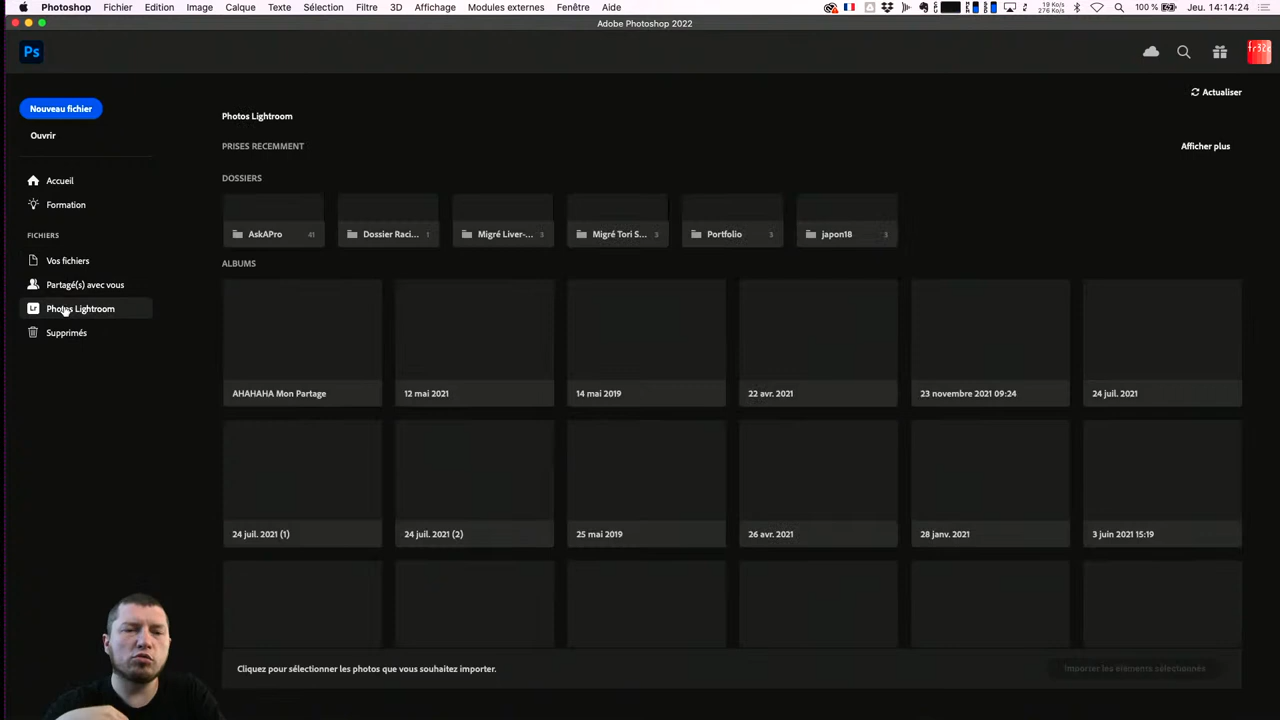 Photoshop Fichier Edition Image Calque Texte Sélection Filtre 3D Affichage Modules externes Fenêtre Aide 100 % Jeu. 14:14:24
Adobe Photoshop 2022
Ps
Nouveau fichier
Actualiser
Photos Lightroom
Ouvrir
PRISES RECEMMENT Afficher plus
DOSSIERS
Accueil
Formation
AskAPro 41 Dossier Raci... 1 Migré Liver-... 3 Migré Tori S... 3 Portfolio 3 japon18 3
FICHIERS
Vos fichiers
ALBUMS
Partagé(s) avec vous
Lr Photos Lightroom
Supprimés
AHAHAHA Mon Partage 12 mai 2021 14 mai 2019 22 avr. 2021 23 novembre 2021 09:24 24 juil. 2021
24 juil. 2021 (1) 24 juil. 2021 (2) 25 mai 2019 26 avr. 2021 28 janv. 2021 3 juin 2021 15:19
Cliquez pour sélectionner les photos que vous souhaitez importer. Importer les éléments sélectionnés